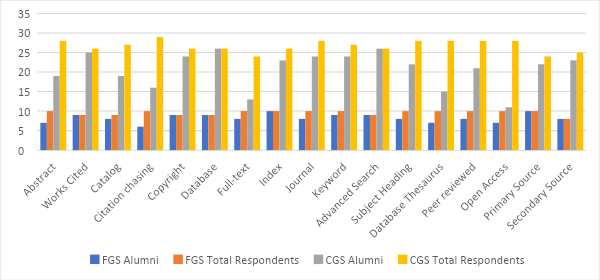 35
30
25
20
15
10
5
0
Abstract
Works Cited
Catalog
Citation chasing
Copyright
Database
Full-text
Index
Journal
Keyword
Advanced Search
Subject Heading
Database Thesaurus
Peer reviewed
Open Access
Primary Source
Secondary Source
FGS Alumni FGS Total Respondents CGS Alumni CGS Total Respondents